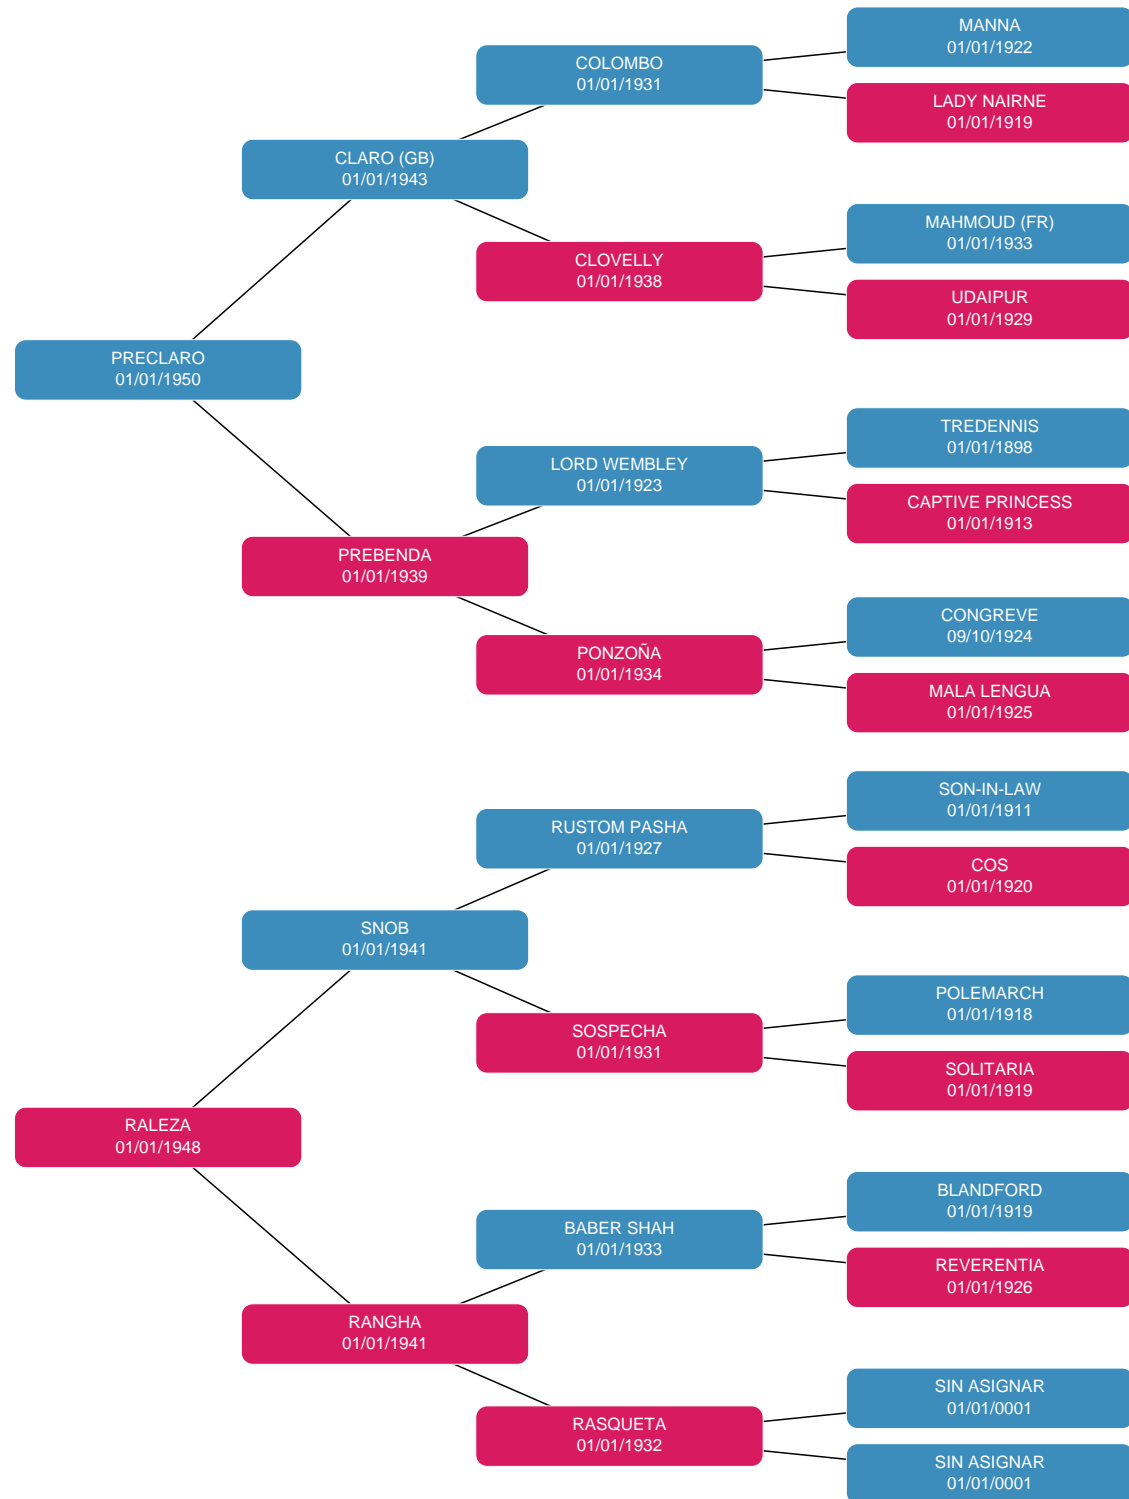 MANNA
01/01/1922
COLOMBO
01/01/1931
LADY NAIRNE
01/01/1919
CLARO (GB)
01/01/1943
MAHMOUD (FR)
01/01/1933
CLOVELLY
01/01/1938
UDAIPUR
01/01/1929
PRECLARO
01/01/1950
TREDENNIS
01/01/1898
LORD WEMBLEY
01/01/1923
CAPTIVE PRINCESS
01/01/1913
PREBENDA
01/01/1939
CONGREVE
09/10/1924
PONZOÑA
01/01/1934
MALA LENGUA
01/01/1925
SON-IN-LAW
01/01/1911
RUSTOM PASHA
01/01/1927
COS
01/01/1920
SNOB
01/01/1941
POLEMARCH
01/01/1918
SOSPECHA
01/01/1931
SOLITARIA
01/01/1919
RALEZA
01/01/1948
BLANDFORD
01/01/1919
BABER SHAH
01/01/1933
REVERENTIA
01/01/1926
RANGHA
01/01/1941
SIN ASIGNAR
01/01/0001
RASQUETA
01/01/1932
SIN ASIGNAR
01/01/0001